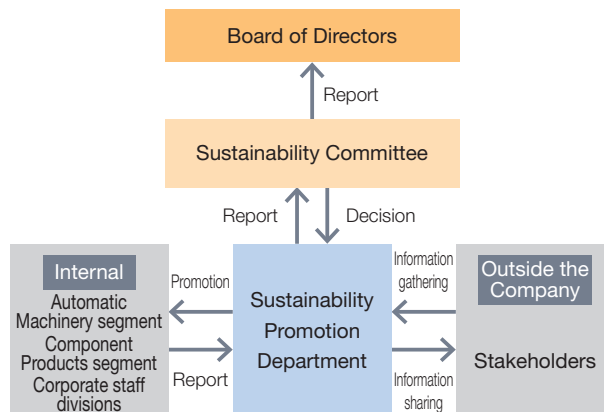 Board of Directors
Report
Sustainability Committee
Report
Decision
Internal
Automatic
Machinery segment
Component
Products segment
Corporate staff
divisions
Promotion
Report
Sustainability
Promotion
Department
Information
gathering
Information
sharing
Outside the
Company
Stakeholders